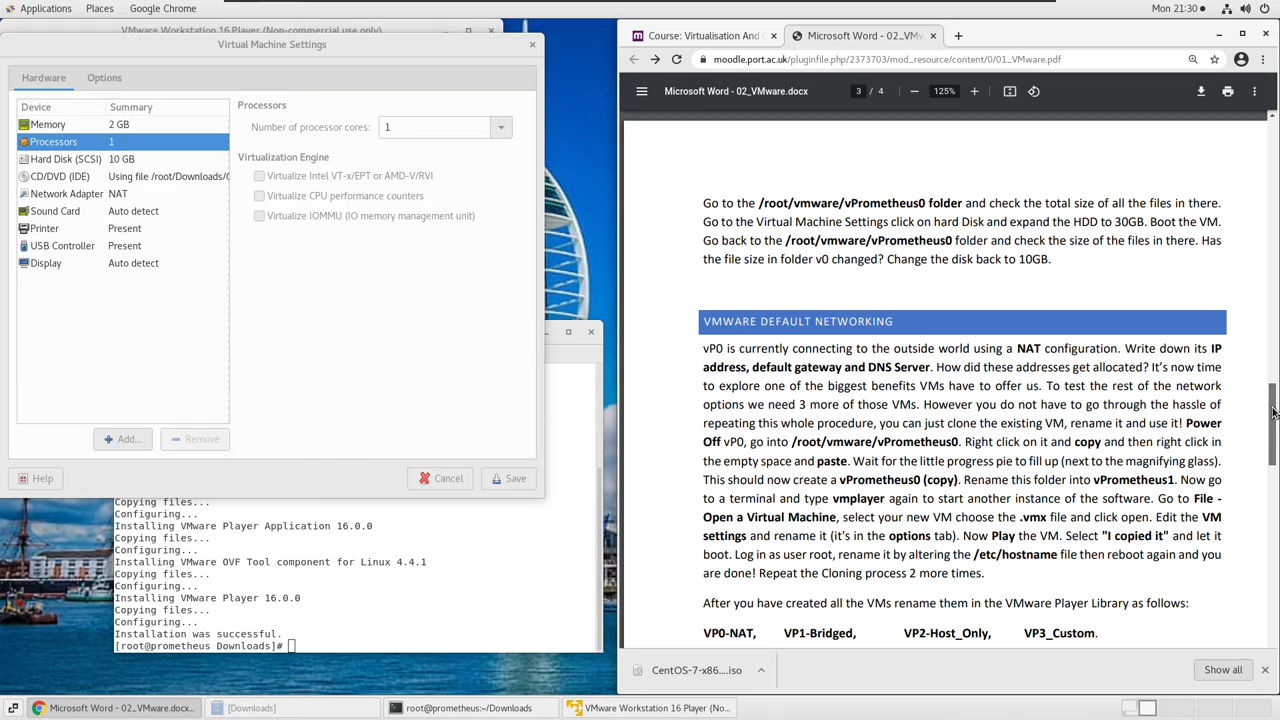 Applications Places Google Chrome Mon 21:30
VMware Workstation 16 Player (Non-commercial use only)
Virtual Machine Settings
Hardware Options
Device Summary
Memory 2 GB
Processors 1
Hard Disk (SCSI) 10 GB
CD/DVD (IDE) Using file /root/Downloads/
Network Adapter NAT
Sound Card Auto detect
Printer Present
USB Controller Present
Display Auto detect
Add... Remove
Processors
Number of processor cores: 1
Virtualization Engine
Virtualize Intel VT-x/EPT or AMD-V/RVI
Virtualize CPU performance counters
Virtualize IOMMU (IO memory management unit)
Help Cancel Save
Copying files...
Configuring...
Installing VMware Player Application 16.0.0
Copying files...
Configuring...
Installing VMware OVF Tool component for Linux 4.4.1
Copying files...
Configuring...
Installing VMware Player 16.0.0
Copying files...
Configuring...
Installation was successful.
[root@prometheus Downloads]#
Course: Virtualisation And Microsoft Word - 02_VM
moodle.port.ac.uk/pluginfile.php/2373703/mod_resource/content/0/01_VMware.pdf
Microsoft Word - 02_VMware.docx 3 / 4 125%
Go to the /root/vmware/vPrometheus0 folder and check the total size of all the files in there.
Go to the Virtual Machine Settings click on hard Disk and expand the HDD to 30GB. Boot the VM.
Go back to the /root/vmware/vPrometheus0 folder and check the size of the files in there. Has
the file size in folder v0 changed? Change the disk back to 10GB.
VMWARE DEFAULT NETWORKING
vP0 is currently connecting to the outside world using a NAT configuration. Write down its IP
address, default gateway and DNS Server. How did these addresses get allocated? It's now time
to explore one of the biggest benefits VMs have to offer us. To test the rest of the network
options we need 3 more of those VMs. However you do not have to go through the hassle of
repeating this whole procedure, you can just clone the existing VM, rename it and use it! Power
Off vP0, go into /root/vmware/vPrometheus0. Right click on it and copy and then right click in
the empty space and paste. Wait for the little progress pie to fill up (next to the magnifying glass).
This should now create a vPrometheus0 (copy). Rename this folder into vPrometheus1. Now go
to a terminal and type vmplayer again to start another instance of the software. Go to File -
Open a Virtual Machine, select your new VM choose the .vmx file and click open. Edit the VM
settings and rename it (it's in the options tab). Now Play the VM. Select "I copied it" and let it
boot. Log in as user root, rename it by altering the /etc/hostname file then reboot again and you
are done! Repeat the Cloning process 2 more times.
After you have created all the VMs rename them in the VMware Player Library as follows:
VP0-NAT, VP1-Bridged, VP2-Host_Only, VP3_Custom.
CentOS-7-x86....iso Show all
Microsoft Word - 02_VMware.docx... [Downloads] root@prometheus:~/Downloads VMware Workstation 16 Player (No...